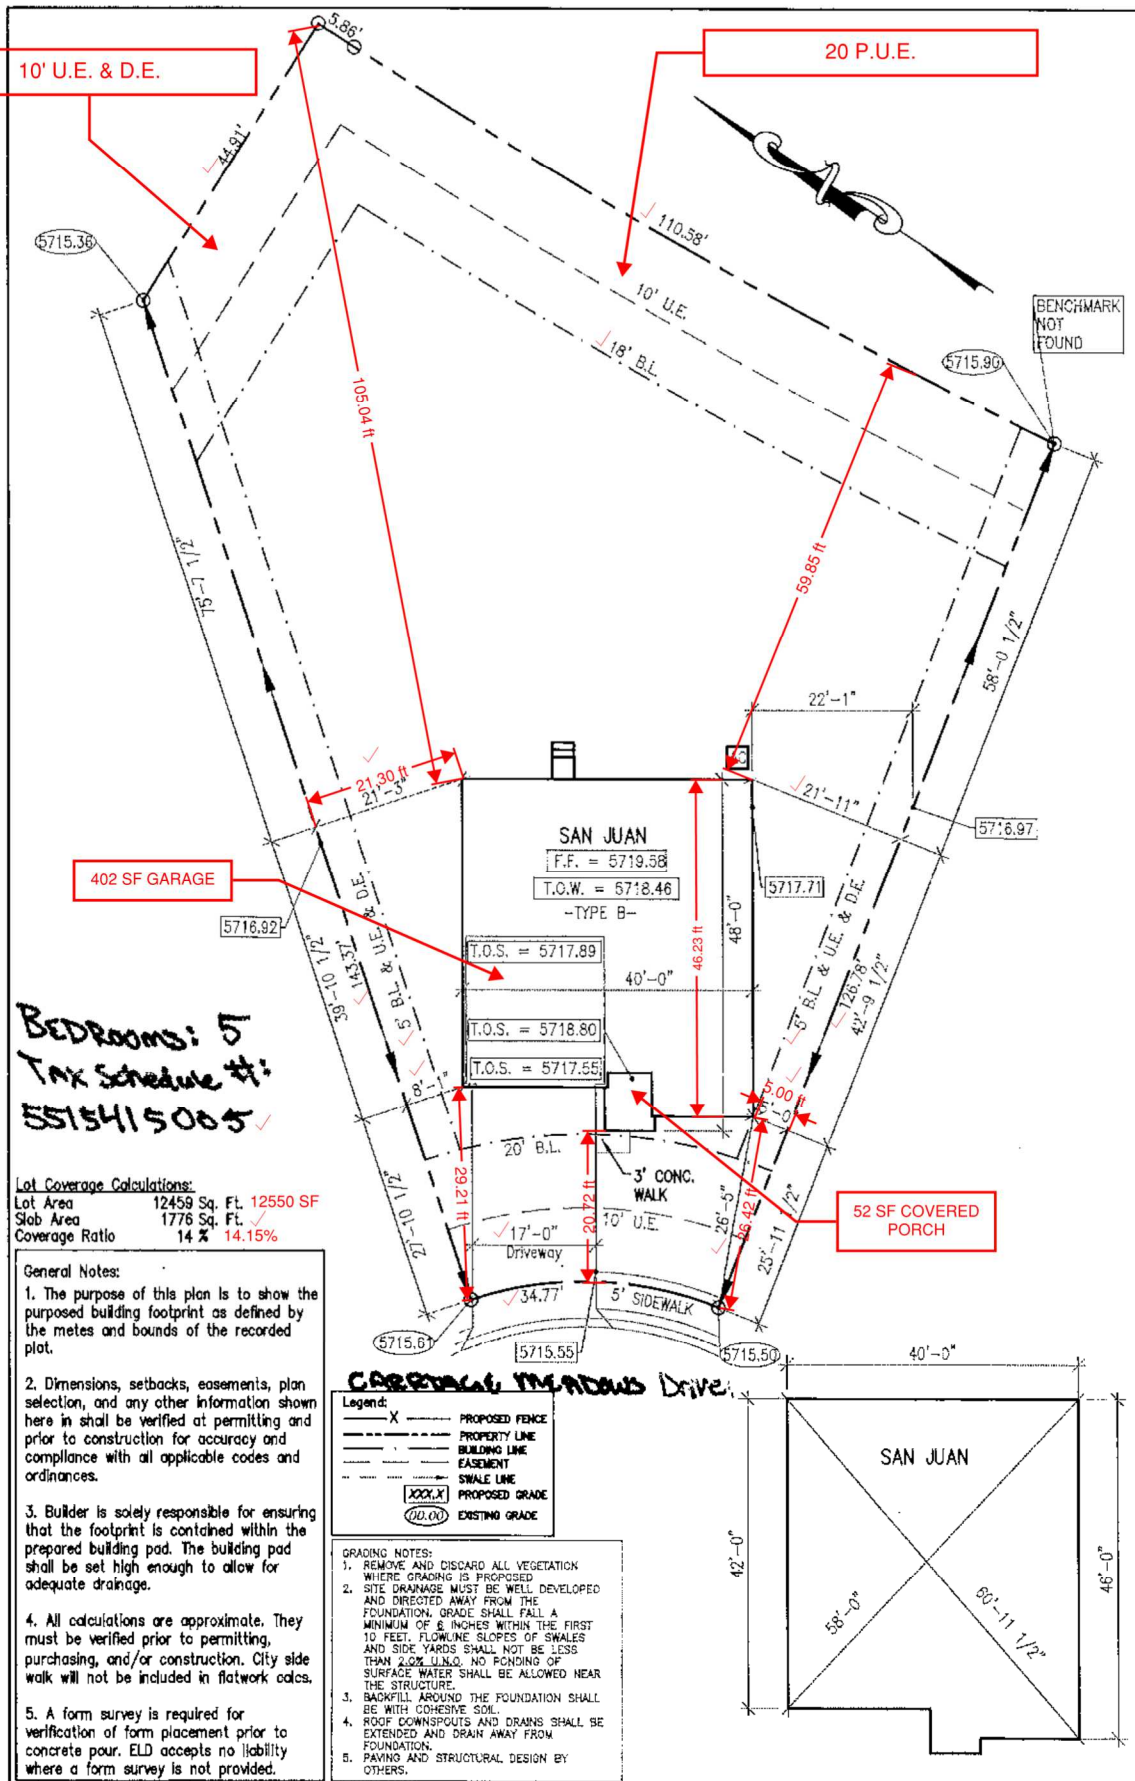 5.86'
10' U.E. & D.E.
20 P.U.E.
44.91'
5715.36
110.58'
10' U.E.
18' B.L.
BENCHMARK
NOT
FOUND
5715.90
105.04 ft
59.85 ft
75'-7 1/2"
58'-0 1/2"
22'-1"
21.30 ft
21'-3"
21'-11"
5716.97
SAN JUAN
F.F. = 5719.58
T.O.W. = 5718.46
-TYPE B-
402 SF GARAGE
5717.71
5716.92
48'-0"
46.23 ft
T.O.S. = 5717.89
40'-0"
T.O.S. = 5718.80
T.O.S. = 5717.55
39'-10 1/2"
143.37'
5' B.L. & U.E. & D.E.
5' B.L. & U.E. & D.E.
126.78'
42'-9 1/2"
BEDROOMS: 5
TAX Schedule #:
5515415005
5.00 ft
20' B.L.
3' CONC.
WALK
29.21 ft
20.72 ft
10' U.E.
26'-5"
26.42 ft
25'-11 1/2"
27'-10 1/2"
52 SF COVERED
PORCH
17'-0"
Driveway
34.77'
5' SIDEWALK
5715.61
5715.55
5715.50
CARRIAGE MEADOWS Drive
Lot Coverage Calculations:
Lot Area 12459 Sq. Ft. 12550 SF
Slab Area 1776 Sq. Ft.
Coverage Ratio 14 % 14.15%
General Notes:
1. The purpose of this plan is to show the
purposed building footprint as defined by
the metes and bounds of the recorded
plat.
2. Dimensions, setbacks, easements, plan
selection, and any other information shown
here in shall be verified at permitting and
prior to construction for accuracy and
compliance with all applicable codes and
ordinances.
3. Builder is solely responsible for ensuring
that the footprint is contained within the
prepared building pad. The building pad
shall be set high enough to allow for
adequate drainage.
4. All calculations are approximate. They
must be verified prior to permitting,
purchasing, and/or construction. City side
walk will not be included in flatwork calcs.
5. A form survey is required for
verification of form placement prior to
concrete pour. ELD accepts no liability
where a form survey is not provided.
Legend:
X PROPOSED FENCE
PROPERTY LINE
BUILDING LINE
EASEMENT
SWALE LINE
XXX.X PROPOSED GRADE
00.00 EXISTING GRADE
GRADING NOTES:
1. REMOVE AND DISCARD ALL VEGETATION
WHERE GRADING IS PROPOSED
2. SITE DRAINAGE MUST BE WELL DEVELOPED
AND DIRECTED AWAY FROM THE
FOUNDATION. GRADE SHALL FALL A
MINIMUM OF 6 INCHES WITHIN THE FIRST
10 FEET. FLOWLINE SLOPES OF SWALES
AND SIDE YARDS SHALL NOT BE LESS
THAN 2.0% U.N.O. NO PONDING OF
SURFACE WATER SHALL BE ALLOWED NEAR
THE STRUCTURE.
3. BACKFILL AROUND THE FOUNDATION SHALL
BE WITH COHESIVE SOIL.
4. ROOF DOWNSPOUTS AND DRAINS SHALL BE
EXTENDED AND DRAIN AWAY FROM
FOUNDATION.
5. PAVING AND STRUCTURAL DESIGN BY
OTHERS.
40'-0"
SAN JUAN
42'-0"
46'-0"
58'-0"
60'-11 1/2"